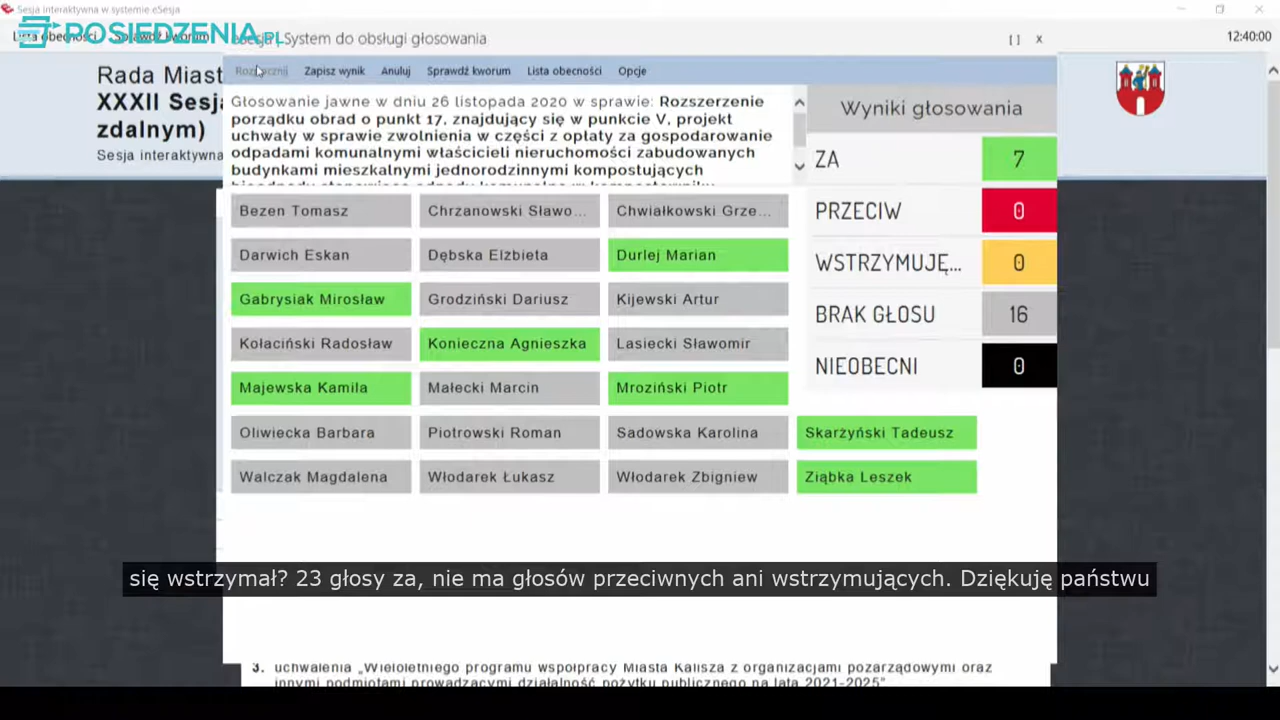 Sesja interaktywna w systemie eSesja
Lista obecności Sprawdź kworum
POSIEDZENIA.PL
System do obsługi głosowania
[ ] x
12:40:00
Rada Miast
XXXII Sesj
zdalnym)
Sesja interaktywna
Rozpocznij Zapisz wynik Anuluj Sprawdź kworum Lista obecności Opcje
Głosowanie jawne w dniu 26 listopada 2020 w sprawie: Rozszerzenie
porządku obrad o punkt 17, znajdujący się w punkcie V, projekt
uchwały w sprawie zwolnienia w części z opłaty za gospodarowanie
odpadami komunalnymi właścicieli nieruchomości zabudowanych
budynkami mieszkalnymi jednorodzinnymi kompostujących
bioodpady stanowiące odpady komunalne w kompostowniku
Wyniki głosowania
ZA 7
PRZECIW 0
WSTRZYMUJĘ... 0
BRAK GŁOSU 16
NIEOBECNI 0
Bezen Tomasz Chrzanowski Sławo... Chwiałkowski Grze...
Darwich Eskan Dębska Elżbieta Durlej Marian
Gabrysiak Mirosław Grodziński Dariusz Kijewski Artur
Kołaciński Radosław Konieczna Agnieszka Lasiecki Sławomir
Majewska Kamila Małecki Marcin Mroziński Piotr
Oliwiecka Barbara Piotrowski Roman Sadowska Karolina Skarżyński Tadeusz
Walczak Magdalena Włodarek Łukasz Włodarek Zbigniew Ziąbka Leszek
się wstrzymał? 23 głosy za, nie ma głosów przeciwnych ani wstrzymujących. Dziękuję państwu
3. uchwalenia „Wieloletniego programu współpracy Miasta Kalisza z organizacjami pozarządowymi oraz
innymi podmiotami prowadzącymi działalność pożytku publicznego na lata 2021-2025"